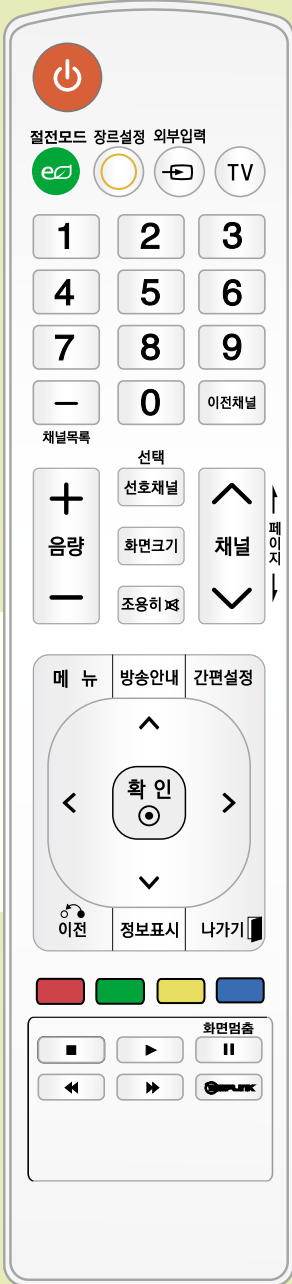 절전모드 장르설정 외부입력
TV
1 2 3
4 5 6
7 8 9
0 이전채널
채널목록
선택
선호채널
음량
화면크기
채널
페이지
조용히
메 뉴 방송안내 간편설정
확 인
이전 정보표시 나가기
화면멈춤